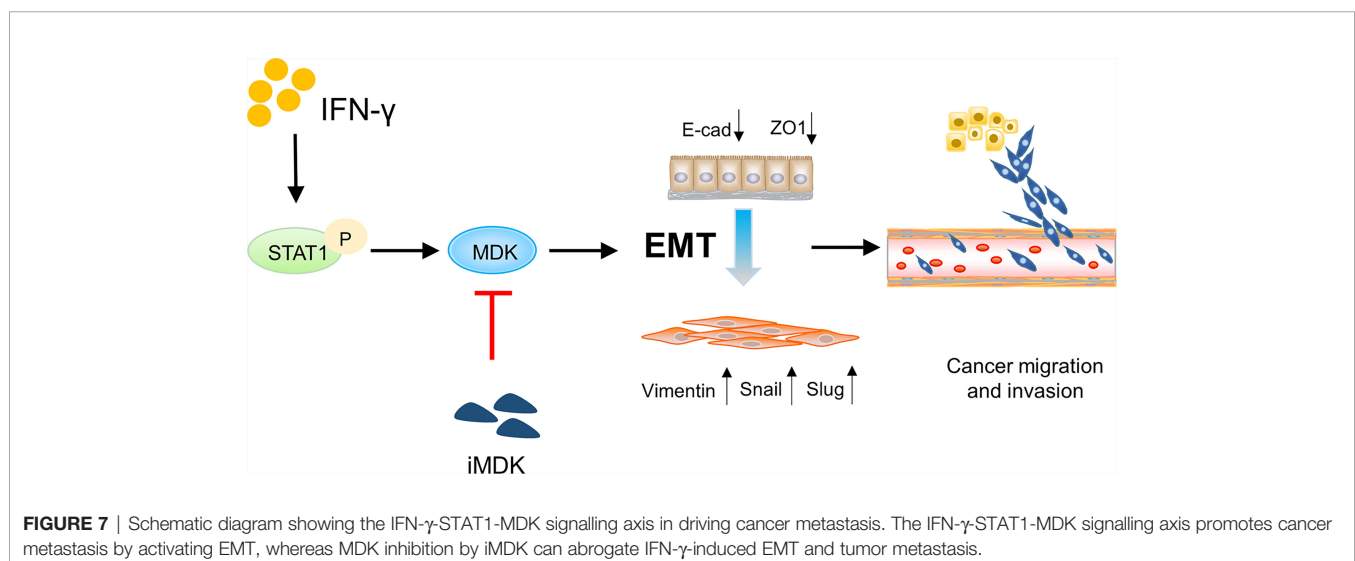 IFN-γ
E-cad ↓ ZO1 ↓
STAT1 P
MDK
EMT
iMDK
Vimentin ↑ Snail ↑ Slug ↑
Cancer migration
and invasion
FIGURE 7 | Schematic diagram showing the IFN-γ-STAT1-MDK signalling axis in driving cancer metastasis. The IFN-γ-STAT1-MDK signalling axis promotes cancer
metastasis by activating EMT, whereas MDK inhibition by iMDK can abrogate IFN-γ-induced EMT and tumor metastasis.